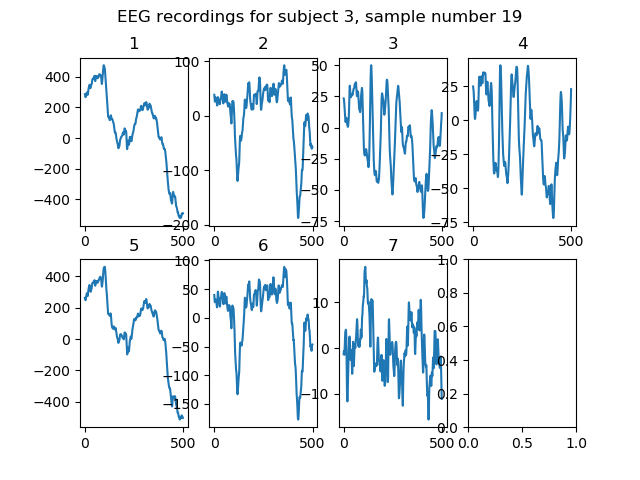 EEG recordings for subject 3, sample number 19
1 2 3 4
400 200 0 −200 −400
100 0 −100 −200
50 25 0 −25 −50 −75
25 0 −25 −50 −75
0 500 0 500 0 500 0 500
5 6 7
400 200 0 −200 −400
100 50 0 −50 −100 −150
10 0 −10
1.0 0.8 0.6 0.4 0.2 0.0
0 500 0 500 0 500 0.0 0.5 1.0